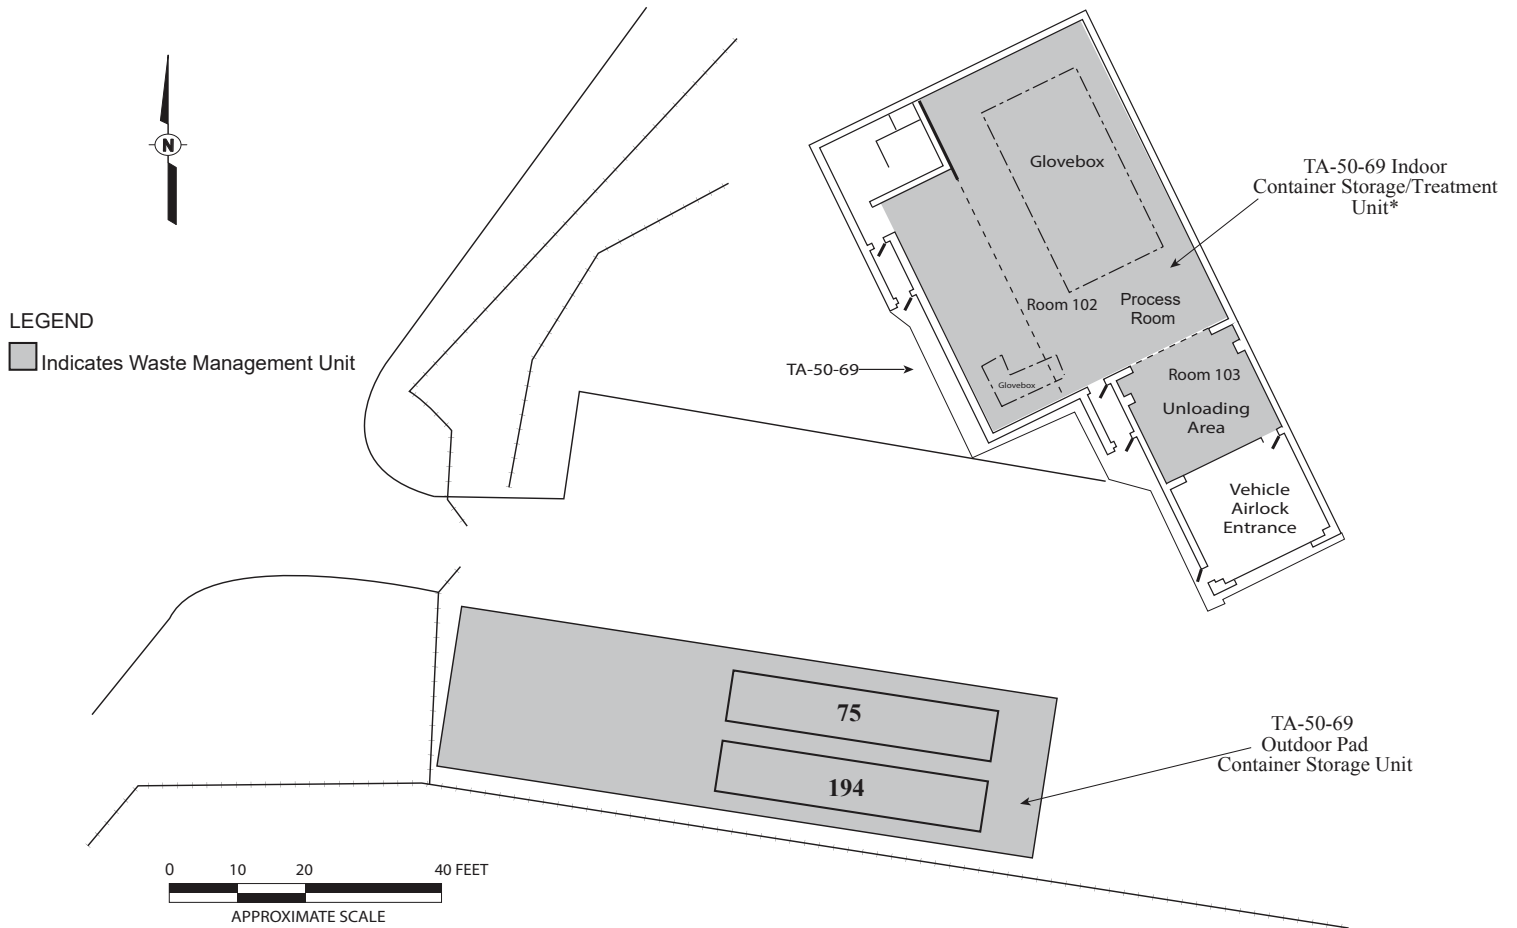 N
Glovebox
TA-50-69 Indoor
Container Storage/Treatment
Unit*
Room 102
Process
Room
LEGEND
Indicates Waste Management Unit
TA-50-69
Glovebox
Room 103
Unloading
Area
Vehicle
Airlock
Entrance
75
194
TA-50-69
Outdoor Pad
Container Storage Unit
0 10 20 40 FEET
APPROXIMATE SCALE